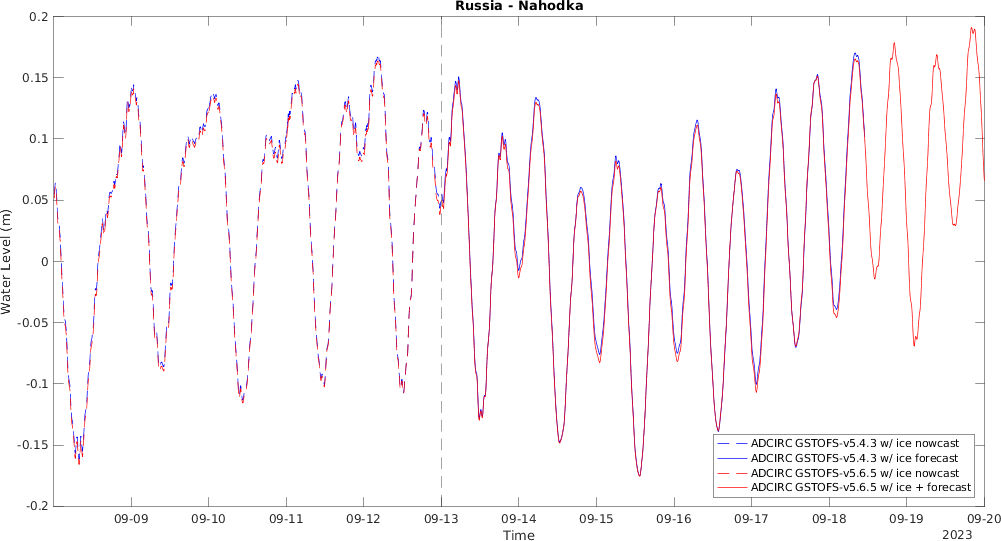 Russia - Nahodka
0.2
0.15
0.1
0.05
0
-0.05
-0.1
-0.15
-0.2
Water Level (m)
ADCIRC GSTOFS-v5.4.3 w/ ice nowcast
ADCIRC GSTOFS-v5.4.3 w/ ice forecast
ADCIRC GSTOFS-v5.6.5 w/ ice nowcast
ADCIRC GSTOFS-v5.6.5 w/ ice + forecast
09-09 09-10 09-11 09-12 09-13 09-14 09-15 09-16 09-17 09-18 09-19 09-20
Time
2023